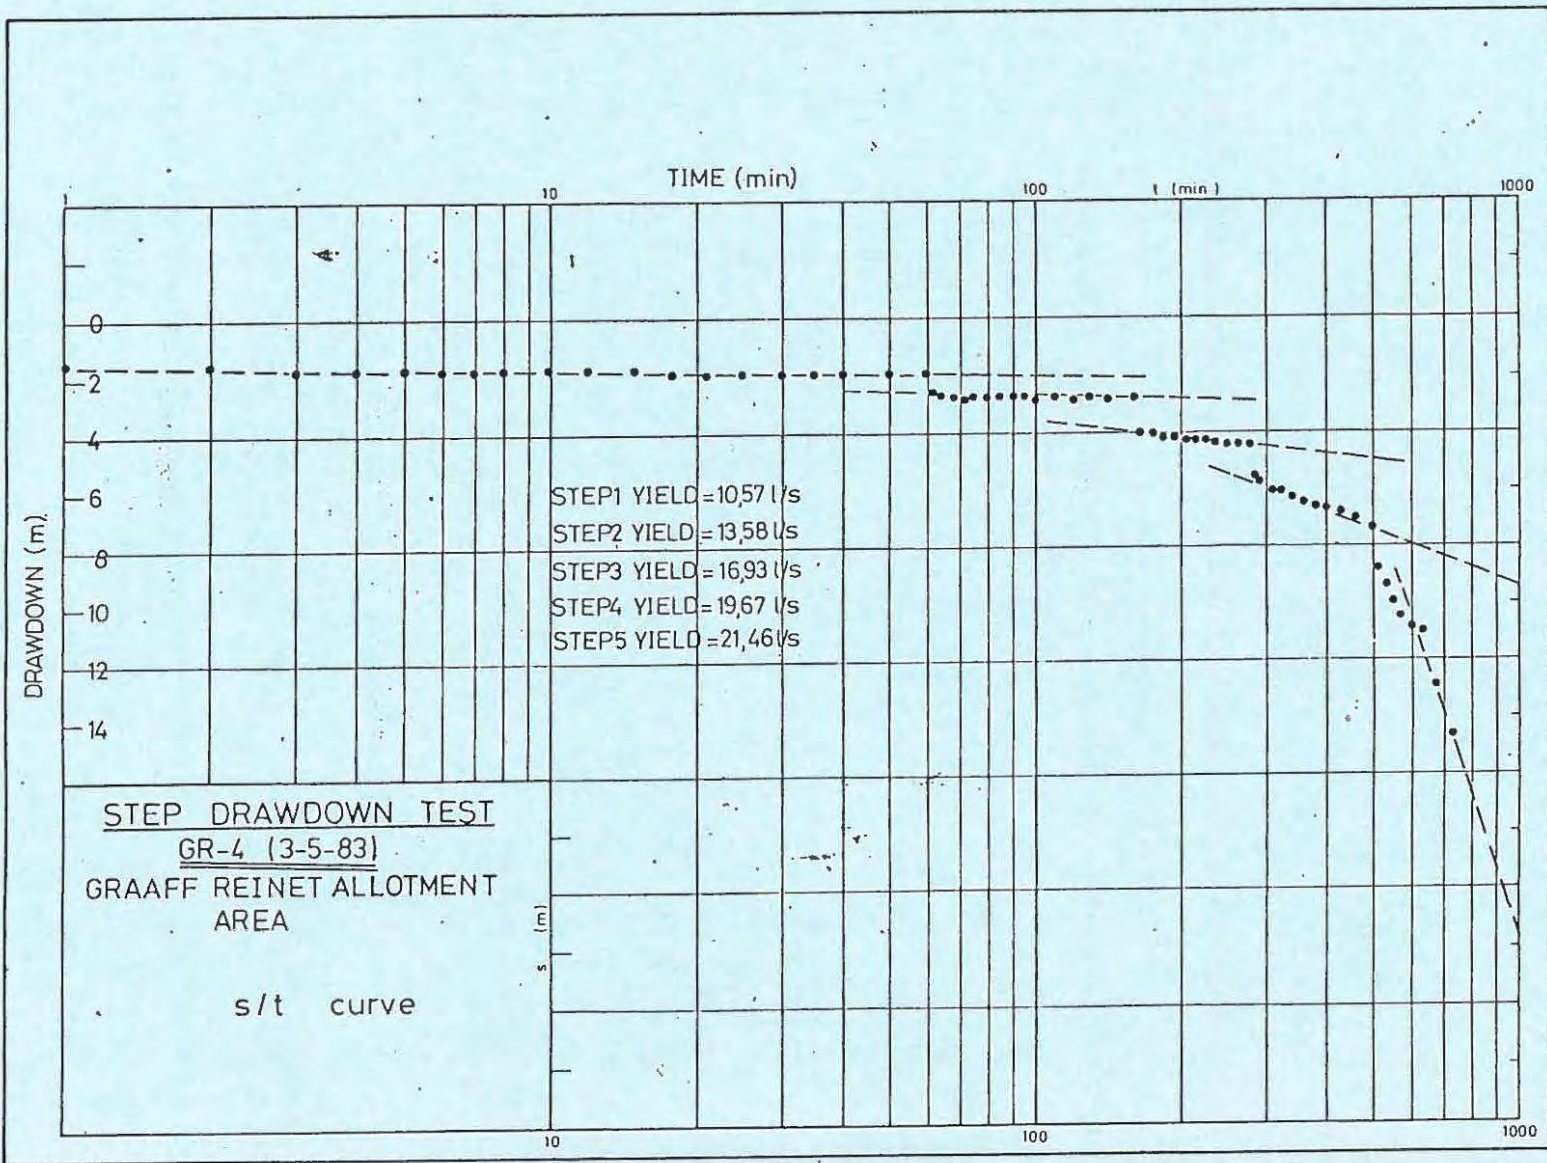 TIME (min)
1
10
100
t (min)
1000
DRAWDOWN (m)
0
2
4
6
8
10
12
14
STEP1 YIELD=10,57 l/s
STEP2 YIELD=13,58 l/s
STEP3 YIELD=16,93 l/s
STEP4 YIELD=19,67 l/s
STEP5 YIELD=21,46 l/s
STEP DRAWDOWN TEST
GR-4 (3-5-83)
GRAAFF REINET ALLOTMENT
AREA
s/t curve
s (m)
10
100
1000